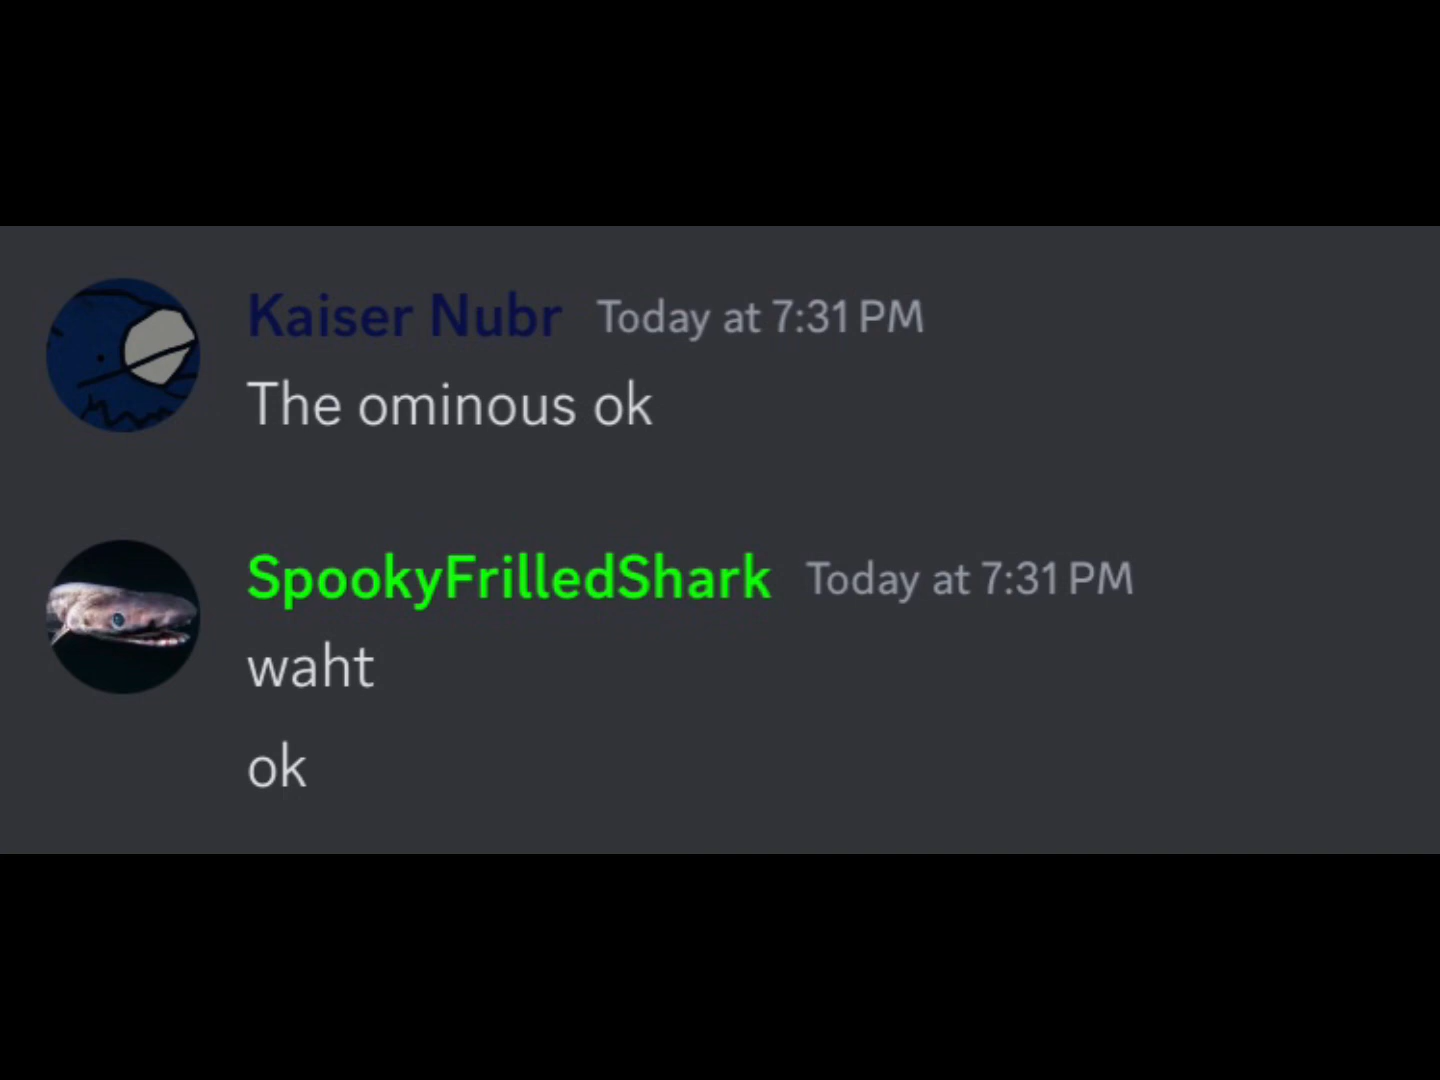 Kaiser Nubr Today at 7:31 PM
The ominous ok
SpookyFrilledShark Today at 7:31 PM
waht
ok